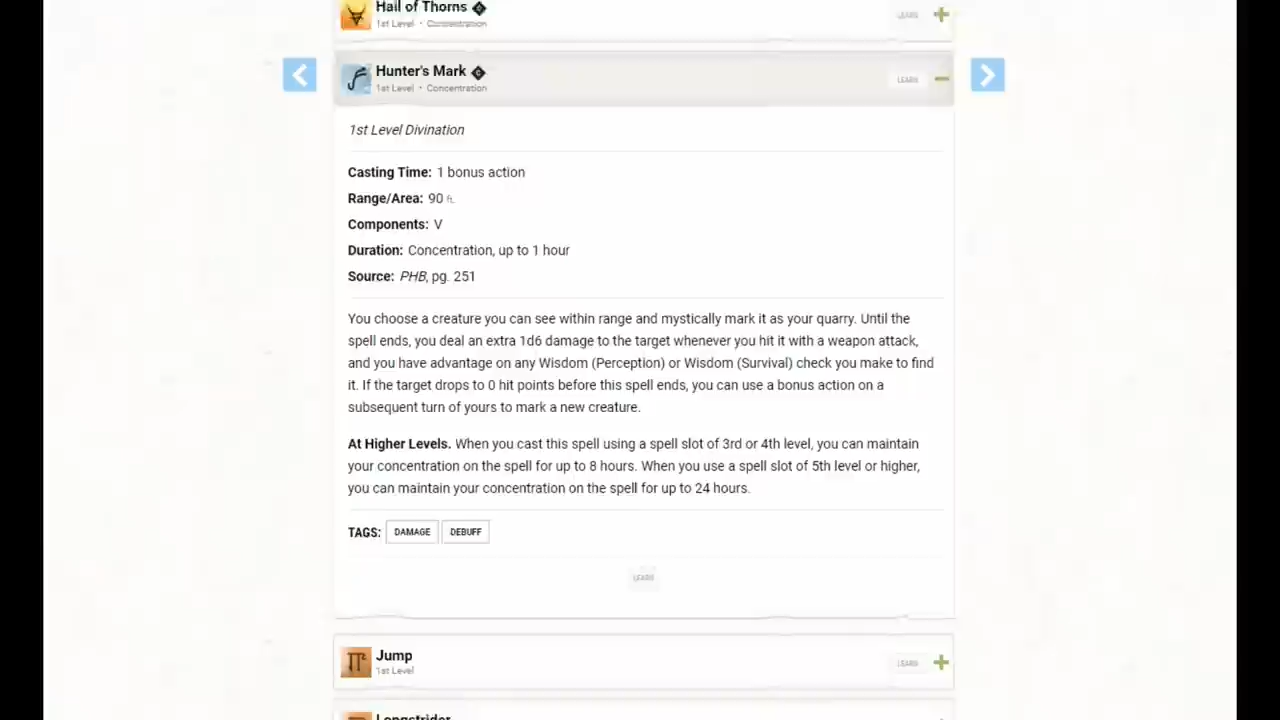 Hail of Thorns
1st Level • Concentration
LEARN
Hunter's Mark
1st Level • Concentration
LEARN
1st Level Divination
Casting Time: 1 bonus action
Range/Area: 90 ft.
Components: V
Duration: Concentration, up to 1 hour
Source: PHB, pg. 251
You choose a creature you can see within range and mystically mark it as your quarry. Until the
spell ends, you deal an extra 1d6 damage to the target whenever you hit it with a weapon attack,
and you have advantage on any Wisdom (Perception) or Wisdom (Survival) check you make to find
it. If the target drops to 0 hit points before this spell ends, you can use a bonus action on a
subsequent turn of yours to mark a new creature.
At Higher Levels. When you cast this spell using a spell slot of 3rd or 4th level, you can maintain
your concentration on the spell for up to 8 hours. When you use a spell slot of 5th level or higher,
you can maintain your concentration on the spell for up to 24 hours.
TAGS: DAMAGE DEBUFF
LEARN
Jump
1st Level
LEARN
Longstrider